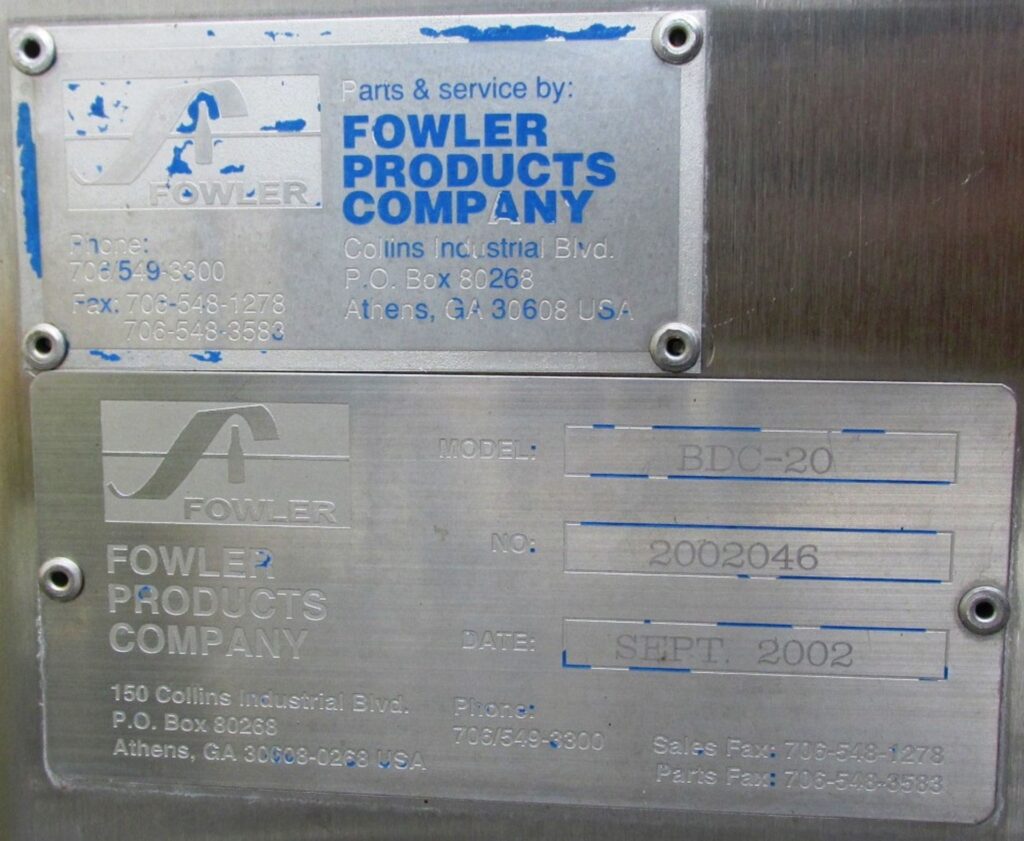 FOWLER
Parts & service by:
FOWLER
PRODUCTS
COMPANY
Phone:
706/549-3300
Fax: 706-548-1278
706-548-3583
Collins Industrial Blvd.
P.O. Box 80268
Athens, GA 30608 USA
FOWLER
FOWLER
PRODUCTS
COMPANY
150 Collins Industrial Blvd.
P.O. Box 80268
Athens, GA 30608-0268 USA
MODEL: BDC-20
NO: 2002046
DATE: SEPT. 2002
Phone:
706/549-3300
Sales Fax: 706-548-1278
Parts Fax: 706-548-3583